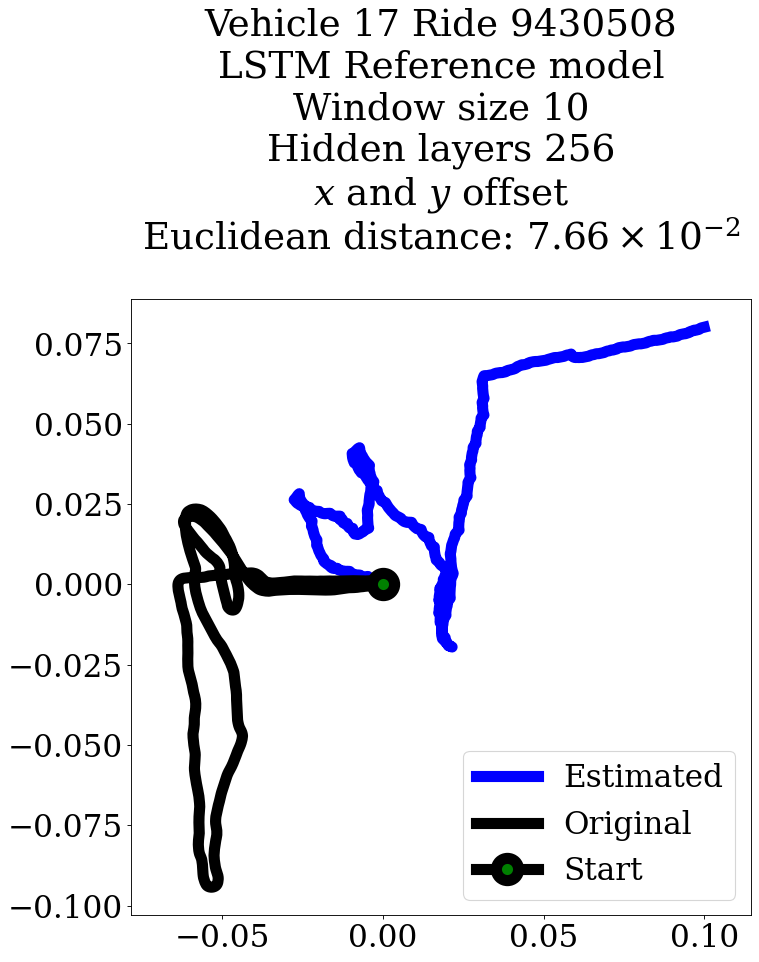 Vehicle 17 Ride 9430508
LSTM Reference model
Window size 10
Hidden layers 256
x and y offset
Euclidean distance: 7.66 × 10⁻²
0.075
0.050
0.025
0.000
−0.025
−0.050
−0.075
−0.100
Estimated
Original
Start
−0.05 0.00 0.05 0.10